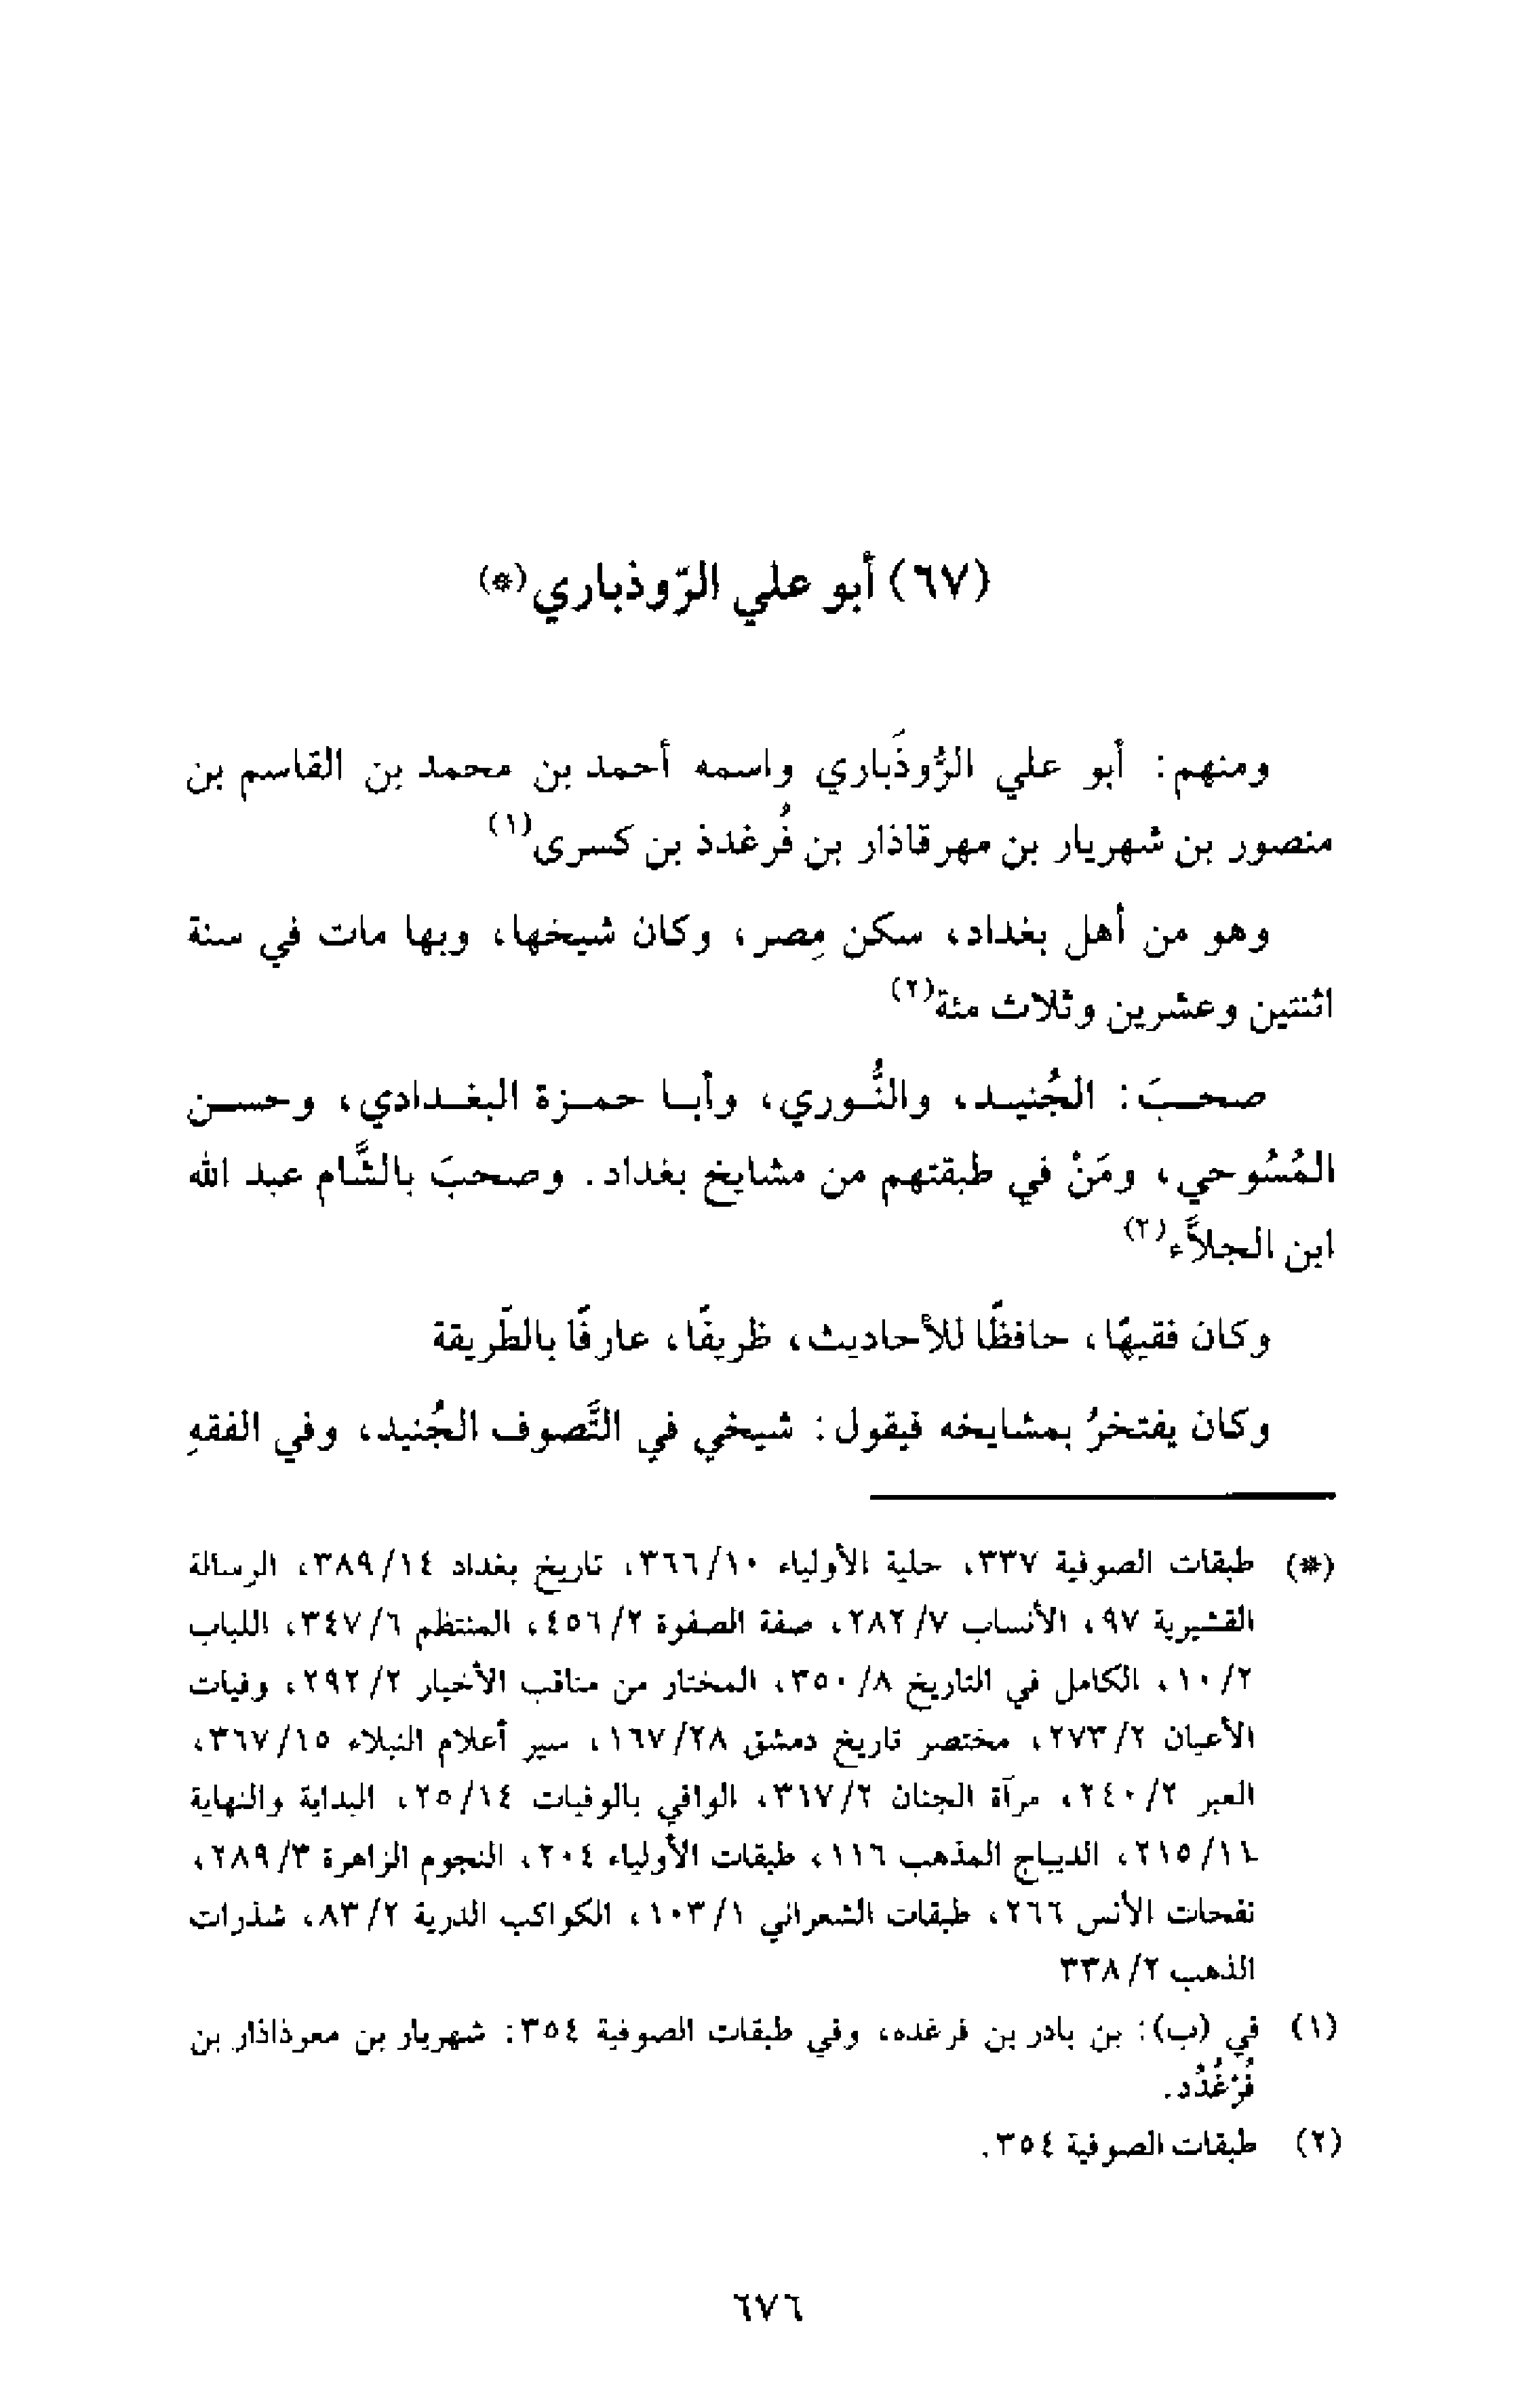 (٦٧) أبو علي الرّوذباري(*)
ومنهم: أبو علي الرُّوذَباري واسمه أحمد بن محمد بن القاسم بن
منصور بن شهريار بن مهرقاذار بن فُرغدذ بن كسرى(١)
وهو من أهل بغداد، سكن مِصر، وكان شيخها، وبها مات في سنة
اثنتين وعشرين وثلاث مئة(٢)
صحـبَ: الجُنيـد، والنُّـوري، وأبـا حمـزة البغـدادي، وحسـن
المُسُوحي، ومَنْ في طبقتهم من مشايخ بغداد. وصحبَ بالشَّام عبد الله
ابن الجلاَّء(٢)
وكان فقيهًا، حافظًا للأحاديث، ظريفًا، عارفًا بالطَريقة
وكان يفتخرُ بمشايخه فيقول: شيخي في التَّصوف الجُنيد، وفي الفقهِ
(*) طبقات الصوفية ٣٣٧، حلية الأولياء ٣٦٦/١٠، تاريخ بغداد ٣٨٩/١٤، الرسالة
القشيرية ٩٧، الأنساب ٢٨٢/٧، صفة الصفوة ٤٥٦/٢، المنتظم ٣٤٧/٦، اللباب
١٠/٢، الكامل في التاريخ ٣٥٠/٨، المختار من مناقب الأخيار ٢٩٢/٢، وفيات
الأعيان ٢٧٣/٢، مختصر تاريخ دمشق ١٦٧/٢٨، سير أعلام النبلاء ٣٦٧/١٥،
العبر ٢٤٠/٢، مرآة الجنان ٣١٧/٢، الوافي بالوفيات ٢٥/١٤، البداية والنهاية
٢١٥/١١، الديباج المذهب ١١٦، طبقات الأولياء ٢٠٤، النجوم الزاهرة ٢٨٩/٣،
نفحات الأنس ٢٦٦، طبقات الشعراني ١٠٣/١، الكواكب الدرية ٨٣/٢، شذرات
الذهب ٣٣٨/٢
(١) في (ب): بن بادر بن فرغده، وفي طبقات الصوفية ٣٥٤: شهريار بن معرذاذار بن
فُرْغُدُد.
(٢) طبقات الصوفية ٣٥٤.
٦٧٦